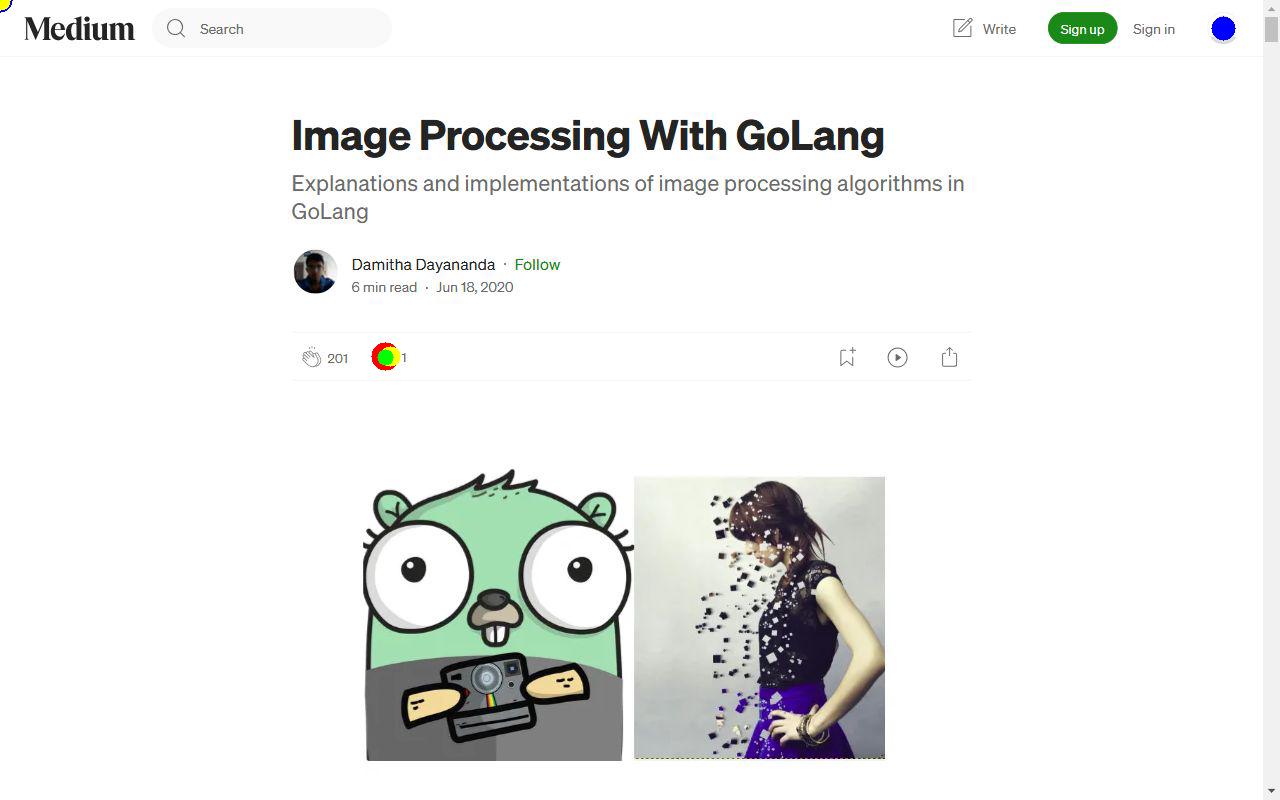 Medium
Search
Write
Sign up
Sign in
Image Processing With GoLang
Explanations and implementations of image processing algorithms in
GoLang
Damitha Dayananda · Follow
6 min read · Jun 18, 2020
201
1